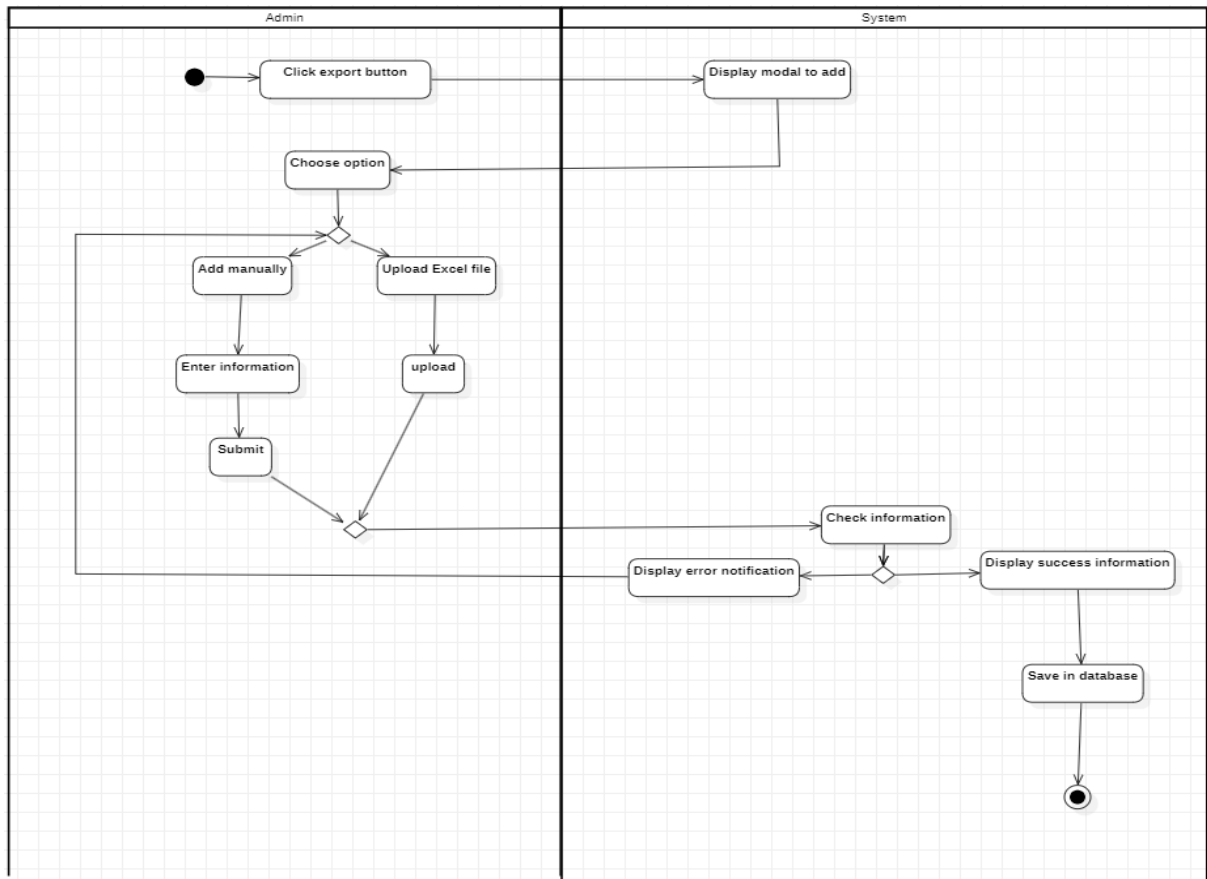 Admin
System
Click export button
Display modal to add
Choose option
Add manually
Upload Excel file
Enter information
upload
Submit
Check information
Display error notification
Display success information
Save in database